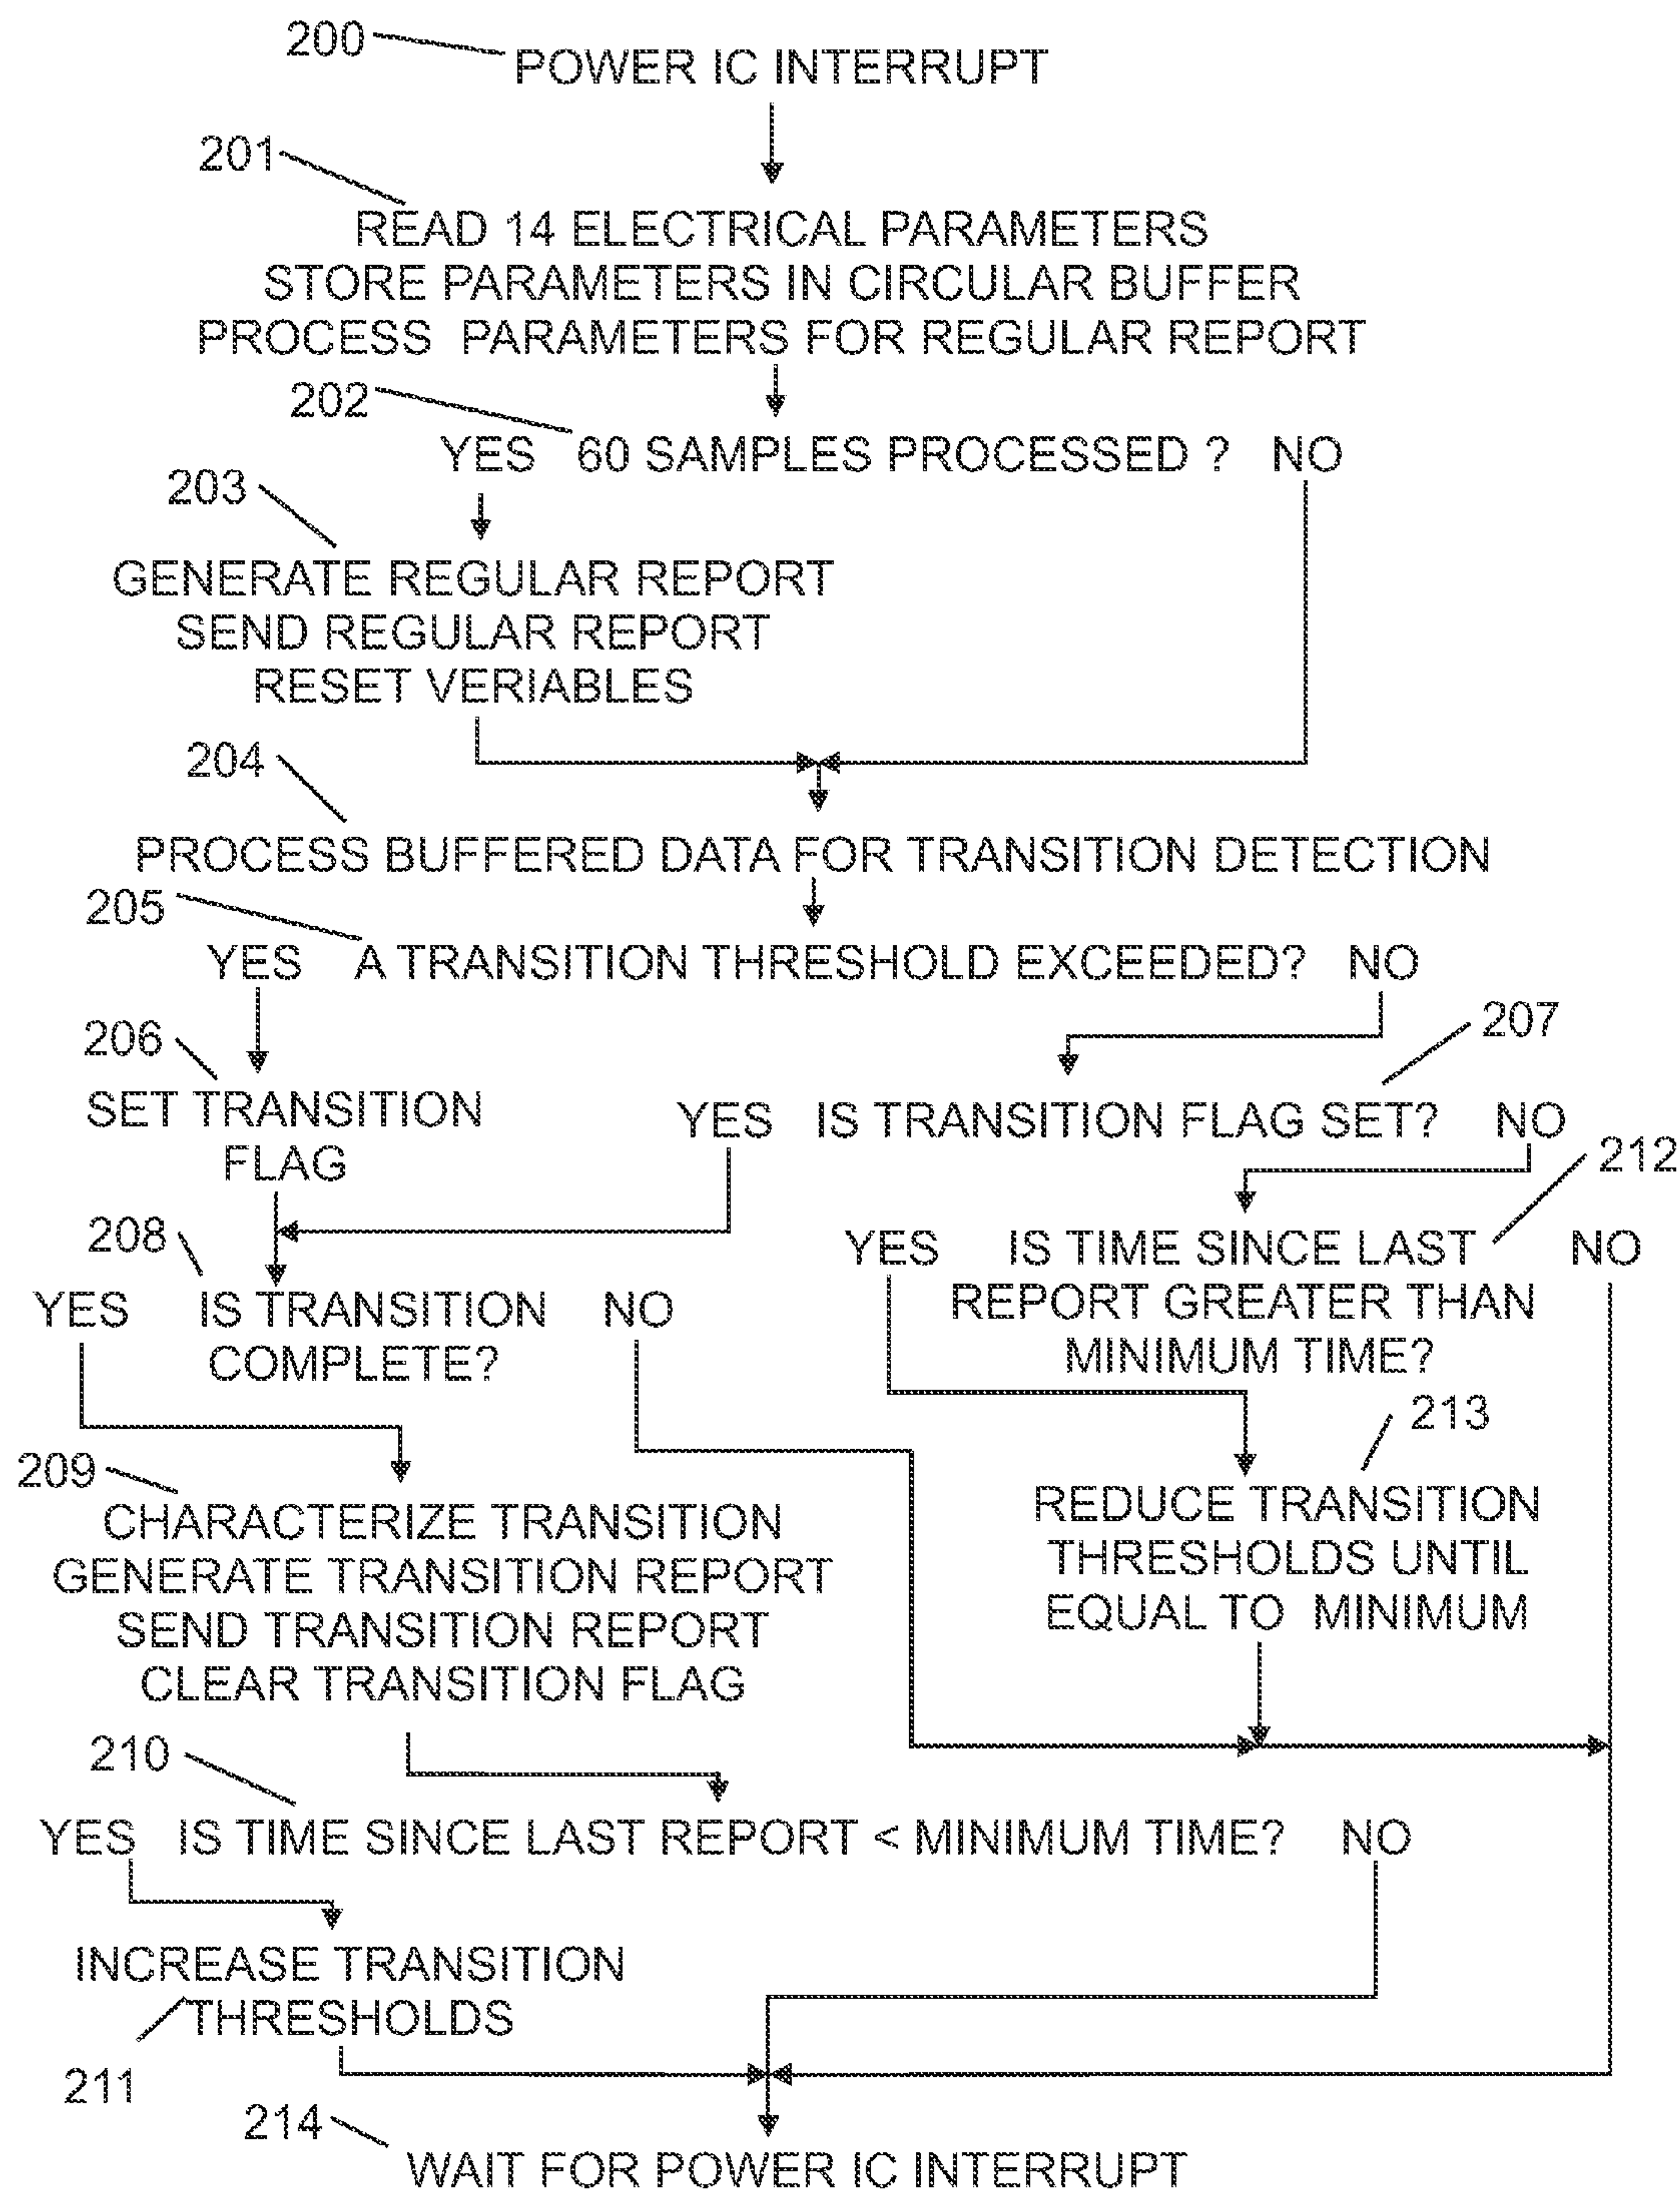 200
POWER IC INTERRUPT
201
READ 14 ELECTRICAL PARAMETERS
STORE PARAMETERS IN CIRCULAR BUFFER
PROCESS PARAMETERS FOR REGULAR REPORT
202
YES 60 SAMPLES PROCESSED ? NO
203
GENERATE REGULAR REPORT
SEND REGULAR REPORT
RESET VERIABLES
204
PROCESS BUFFERED DATA FOR TRANSITION DETECTION
205
YES A TRANSITION THRESHOLD EXCEEDED? NO
206
SET TRANSITION
FLAG
207
YES IS TRANSITION FLAG SET? NO
208
YES IS TRANSITION NO
COMPLETE?
212
YES IS TIME SINCE LAST NO
REPORT GREATER THAN
MINIMUM TIME?
209
CHARACTERIZE TRANSITION
GENERATE TRANSITION REPORT
SEND TRANSITION REPORT
CLEAR TRANSITION FLAG
213
REDUCE TRANSITION
THRESHOLDS UNTIL
EQUAL TO MINIMUM
210
YES IS TIME SINCE LAST REPORT < MINIMUM TIME? NO
INCREASE TRANSITION
THRESHOLDS
211
214
WAIT FOR POWER IC INTERRUPT